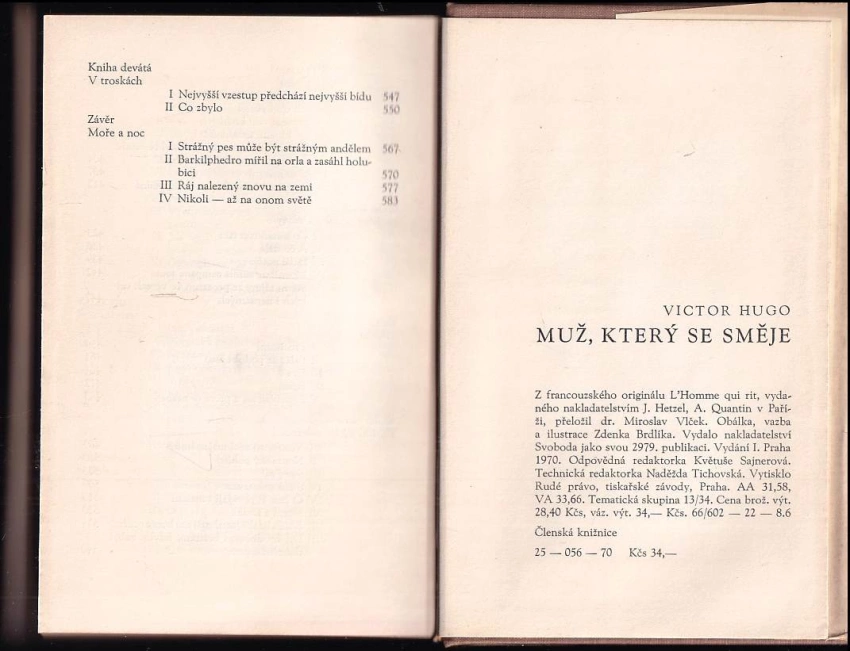 Kniha devátá
V troskách
I Nejvyšší vzestup předchází nejvyšší bídu 547
II Co zbylo 550
Závěr
Moře a noc
I Strážný pes může být strážným andělem 567
II Barkilphedro mířil na orla a zasáhl holu-
bici 570
III Ráj nalezený znovu na zemi 577
IV Nikoli — až na onom světě 583
VICTOR HUGO
MUŽ, KTERÝ SE SMĚJE
Z francouzského originálu L'Homme qui rit, vyda-
ného nakladatelstvím J. Hetzel, A. Quantin v Paří-
ži, přeložil dr. Miroslav Vlček. Obálka, vazba
a ilustrace Zdenka Brdlíka. Vydalo nakladatelství
Svoboda jako svou 2979. publikaci. Vydání I. Praha
1970. Odpovědná redaktorka Květuše Sajnerová.
Technická redaktorka Naděžda Tichovská. Vytisklo
Rudé právo, tiskařské závody, Praha. AA 31,58,
VA 33,66. Tematická skupina 13/34. Cena brož. výt.
28,40 Kčs, váz. výt. 34,— Kčs. 66/602 — 22 — 8.6
Členská knižnice
25 — 056 — 70 Kčs 34,—